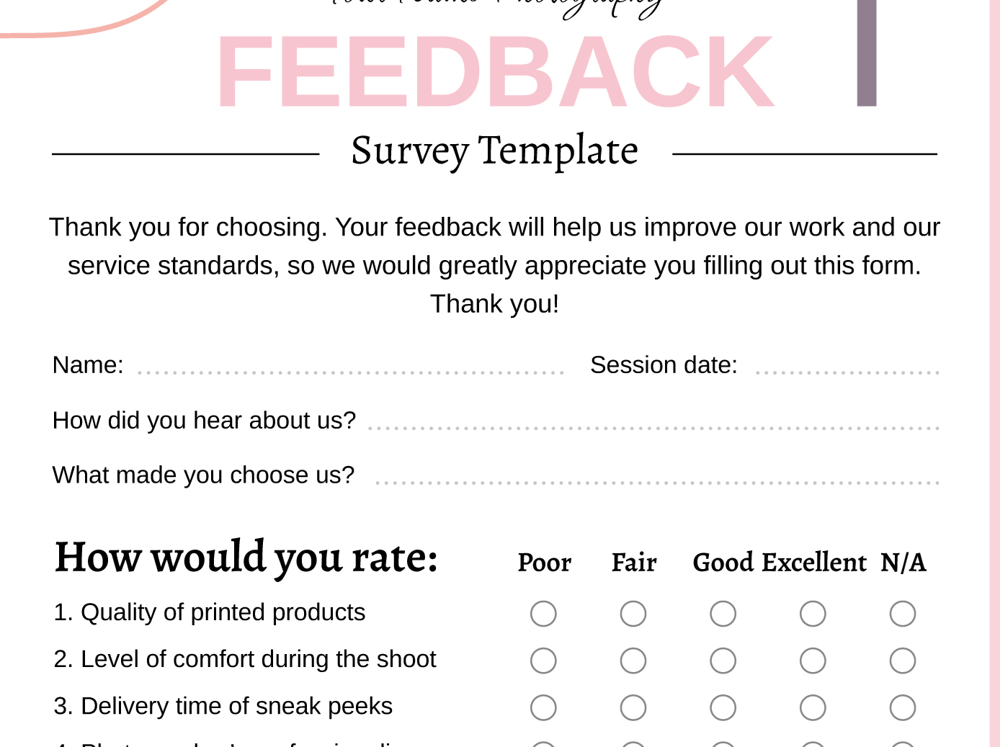 FEEDBACK
Survey Template
Thank you for choosing. Your feedback will help us improve our work and our
service standards, so we would greatly appreciate you filling out this form.
Thank you!
Name: Session date:
How did you hear about us?
What made you choose us?
How would you rate: Poor Fair Good Excellent N/A
1. Quality of printed products
2. Level of comfort during the shoot
3. Delivery time of sneak peeks